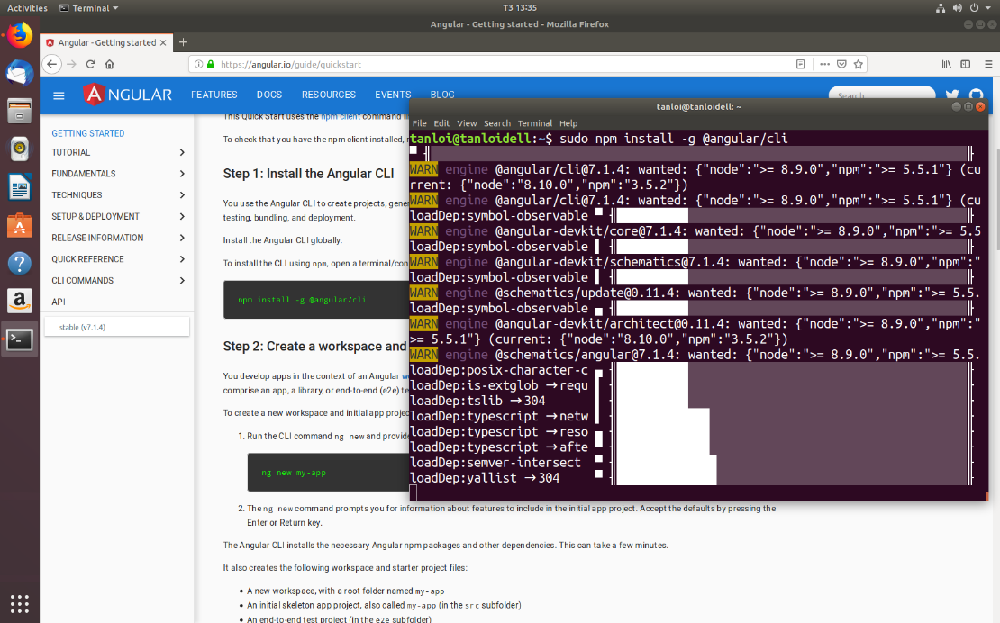 Activities
Terminal
T3 13:35
Angular - Getting started - Mozilla Firefox
Angular - Getting started
https://angular.io/guide/quickstart
ANGULAR
FEATURES
DOCS
RESOURCES
EVENTS
BLOG
Search
GETTING STARTED
TUTORIAL
FUNDAMENTALS
TECHNIQUES
SETUP & DEPLOYMENT
RELEASE INFORMATION
QUICK REFERENCE
CLI COMMANDS
API
stable (v7.1.4)
This Quick Start uses the npm client command
To check that you have the npm client installed,
Step 1: Install the Angular CLI
You use the Angular CLI to create projects,
testing, bundling, and deployment.
Install the Angular CLI globally.
To install the CLI using npm, open a
npm install -g @angular/cli
Step 2: Create a workspace and
You develop apps in the context of an Angular
comprise an app, a library, or end-to-end (e2e)
To create a new workspace and initial app
1. Run the CLI command ng new and
ng new my-app
2. The ng new command prompts you for information about features to include in the initial app project. Accept the defaults by pressing the
Enter or Return key.
The Angular CLI installs the necessary Angular npm packages and other dependencies. This can take a few minutes.
It also creates the following workspace and starter project files:
• A new workspace, with a root folder named my-app
• An initial skeleton app project, also called my-app (in the src subfolder)
• An end-to-end test project (in the e2e subfolder)
tanloi@tanloidell: ~
File Edit View Search Terminal Help
tanloi@tanloidell:~$ sudo npm install -g @angular/cli
WARN engine @angular/cli@7.1.4: wanted: {"node":">= 8.9.0","npm":">= 5.5.1"} (cu
rrent: {"node":"8.10.0","npm":"3.5.2"})
WARN engine @angular/cli@7.1.4: wanted: {"node":">= 8.9.0","npm":">= 5.5.1"} (cu
loadDep:symbol-observable
WARN engine @angular-devkit/core@7.1.4: wanted: {"node":">= 8.9.0","npm":">= 5.5
loadDep:symbol-observable
WARN engine @angular-devkit/schematics@7.1.4: wanted: {"node":">= 8.9.0","npm":"
loadDep:symbol-observable
WARN engine @schematics/update@0.11.4: wanted: {"node":">= 8.9.0","npm":">= 5.5.
loadDep:symbol-observable
WARN engine @angular-devkit/architect@0.11.4: wanted: {"node":">= 8.9.0","npm":"
>= 5.5.1"} (current: {"node":"8.10.0","npm":"3.5.2"})
WARN engine @schematics/angular@7.1.4: wanted: {"node":">= 8.9.0","npm":">= 5.5.
loadDep:posix-character-c
loadDep:is-extglob → requ
loadDep:tslib → 304
loadDep:typescript → netw
loadDep:typescript → reso
loadDep:typescript → afte
loadDep:semver-intersect
loadDep:yallist → 304